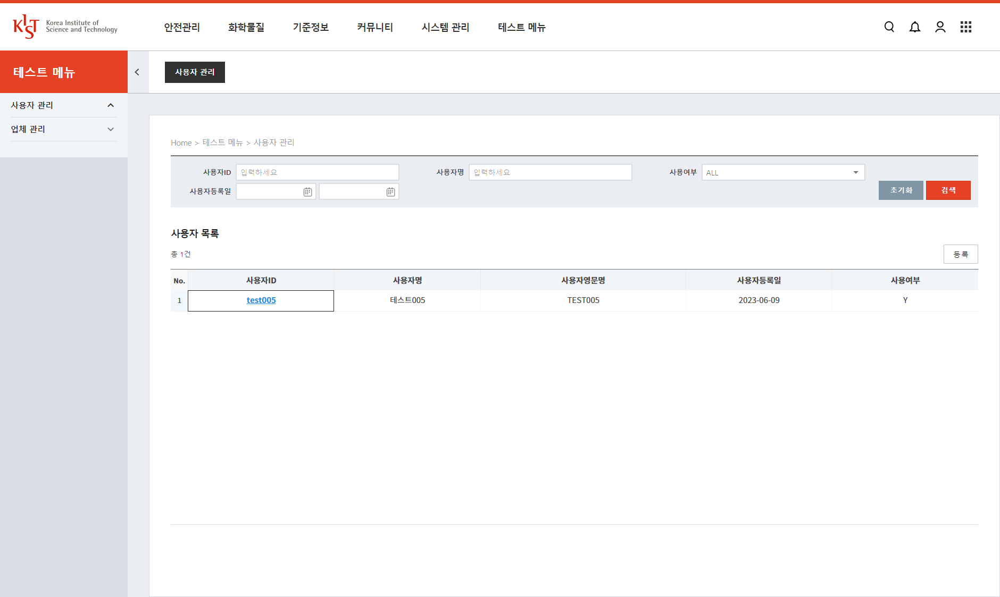 KIST Korea Institute of
Science and Technology
안전관리 화학물질 기준정보 커뮤니티 시스템 관리 테스트 메뉴
테스트 메뉴
사용자 관리
사용자 관리
업체 관리
Home > 테스트 메뉴 > 사용자 관리
사용자ID 입력하세요 사용자명 입력하세요 사용여부 ALL
사용자등록일 초기화 검색
사용자 목록
총 1건
등록
No. 사용자ID 사용자명 사용자영문명 사용자등록일 사용여부
1 test005 테스트005 TEST005 2023-06-09 Y